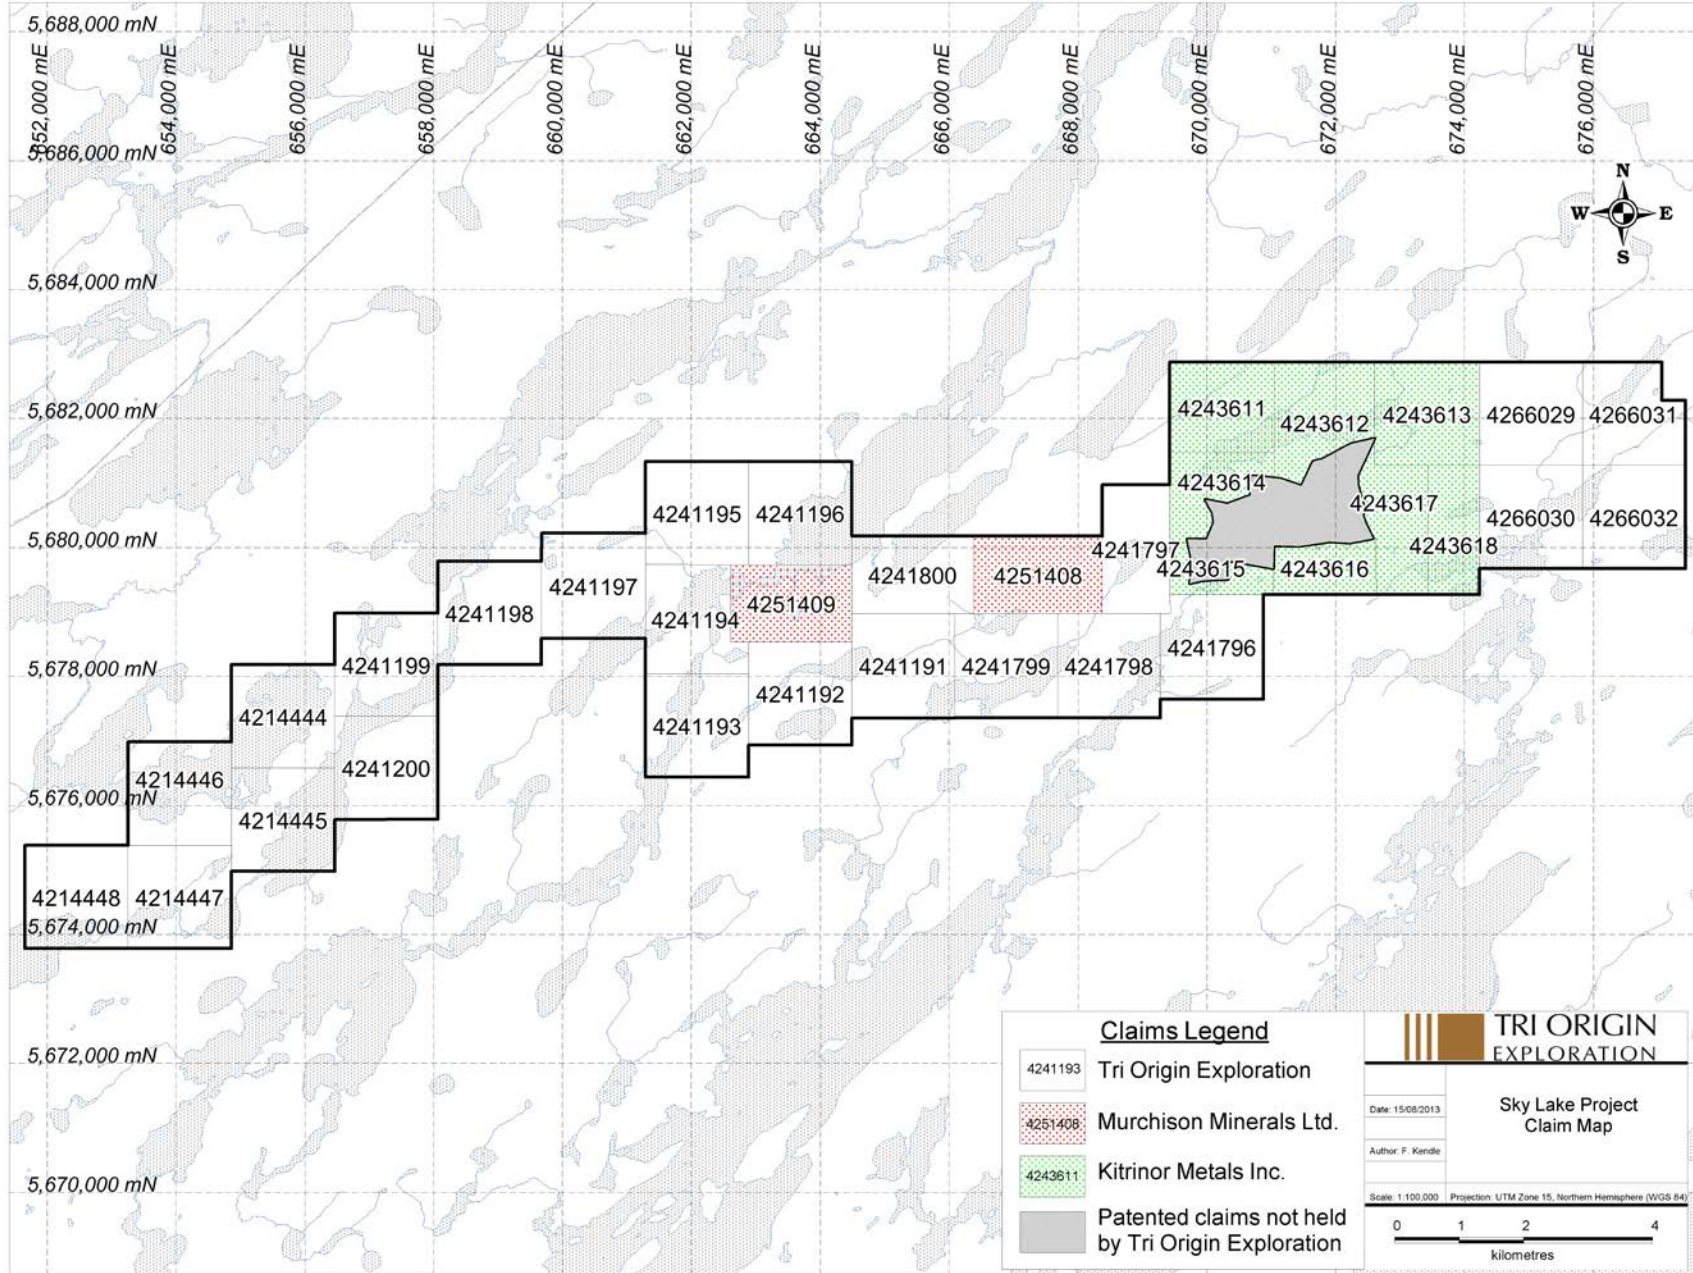 5,688,000 mN
652,000 mE
654,000 mE
656,000 mE
658,000 mE
660,000 mE
662,000 mE
664,000 mE
666,000 mE
668,000 mE
670,000 mE
672,000 mE
674,000 mE
676,000 mE
5,686,000 mN
N
W
E
S
5,684,000 mN
5,682,000 mN
4243611
4243612
4243613
4266029
4266031
4243614
4243617
4241195
4241196
4266030
4266032
5,680,000 mN
4241797
4243618
4241800
4251408
4243615
4243616
4241197
4251409
4241198
4241194
4241796
5,678,000 mN
4241199
4241191
4241799
4241798
4241192
4214444
4241193
4241200
4214446
5,676,000 mN
4214445
4214448
4214447
5,674,000 mN
5,672,000 mN
5,670,000 mN
Claims Legend
4241193 Tri Origin Exploration
4251408 Murchison Minerals Ltd.
4243611 Kitrinor Metals Inc.
Patented claims not held
by Tri Origin Exploration
TRI ORIGIN
EXPLORATION
Sky Lake Project
Claim Map
Date: 15/08/2013
Author: F. Kendle
Scale: 1:100,000 Projection: UTM Zone 15, Northern Hemisphere (WGS 84)
0 1 2 4
kilometres